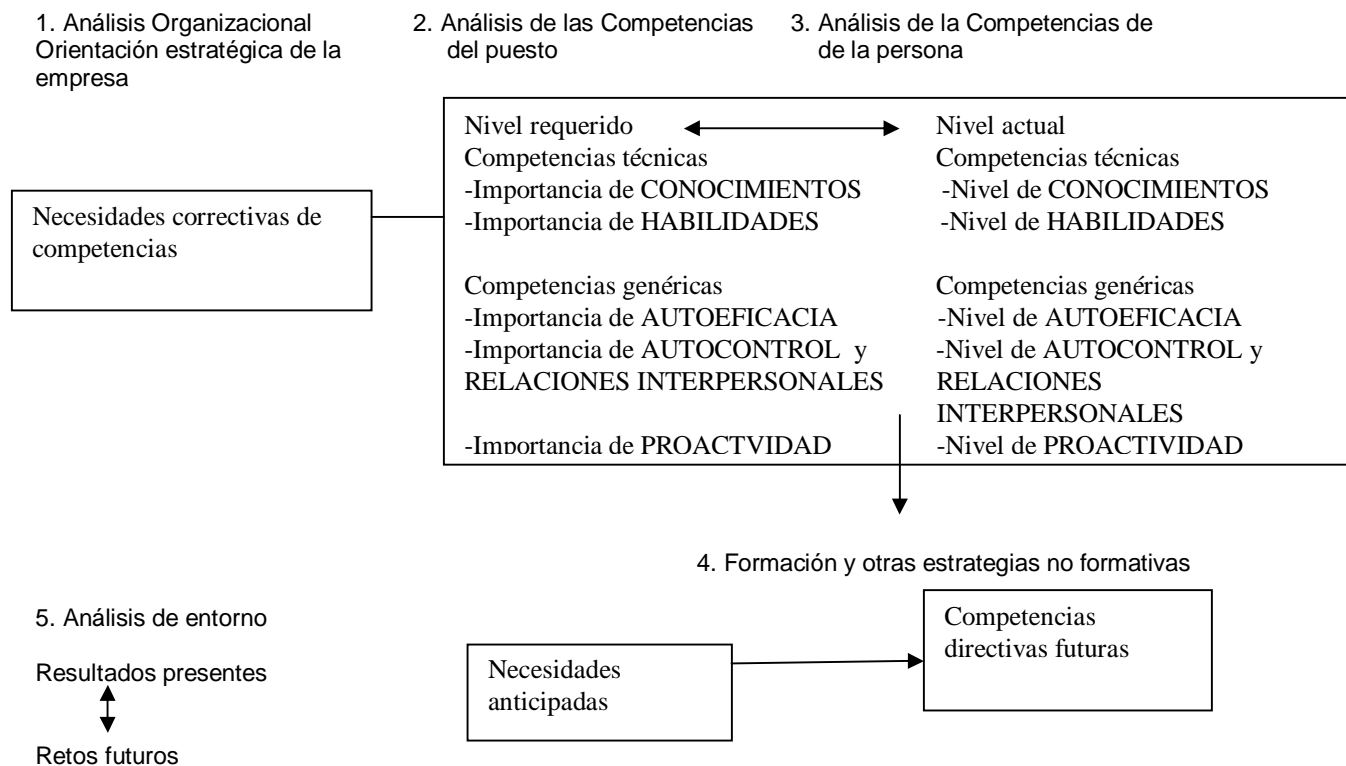 1. Análisis Organizacional
Orientación estratégica de la
empresa
2. Análisis de las Competencias
del puesto
3. Análisis de la Competencias de
de la persona
Necesidades correctivas de
competencias
Nivel requerido
Competencias técnicas
-Importancia de CONOCIMIENTOS
-Importancia de HABILIDADES
Competencias genéricas
-Importancia de AUTOEFICACIA
-Importancia de AUTOCONTROL y
RELACIONES INTERPERSONALES
-Importancia de PROACTVIDAD
Nivel actual
Competencias técnicas
-Nivel de CONOCIMIENTOS
-Nivel de HABILIDADES
Competencias genéricas
-Nivel de AUTOEFICACIA
-Nivel de AUTOCONTROL y
RELACIONES
INTERPERSONALES
-Nivel de PROACTIVIDAD
4. Formación y otras estrategias no formativas
5. Análisis de entorno
Resultados presentes
Retos futuros
Necesidades
anticipadas
Competencias
directivas futuras